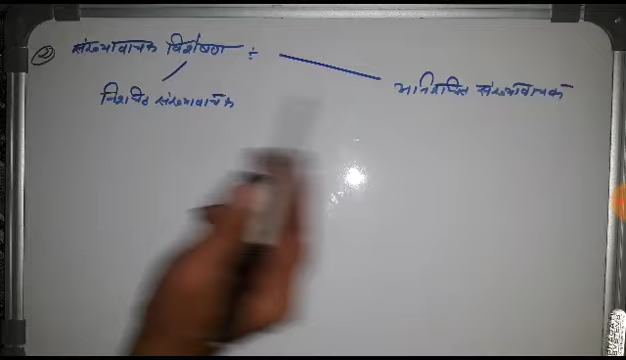 ② संख्यावाचक विशेषण ÷
निश्चित संख्यावाचक
अनिश्चित संख्यावाचक